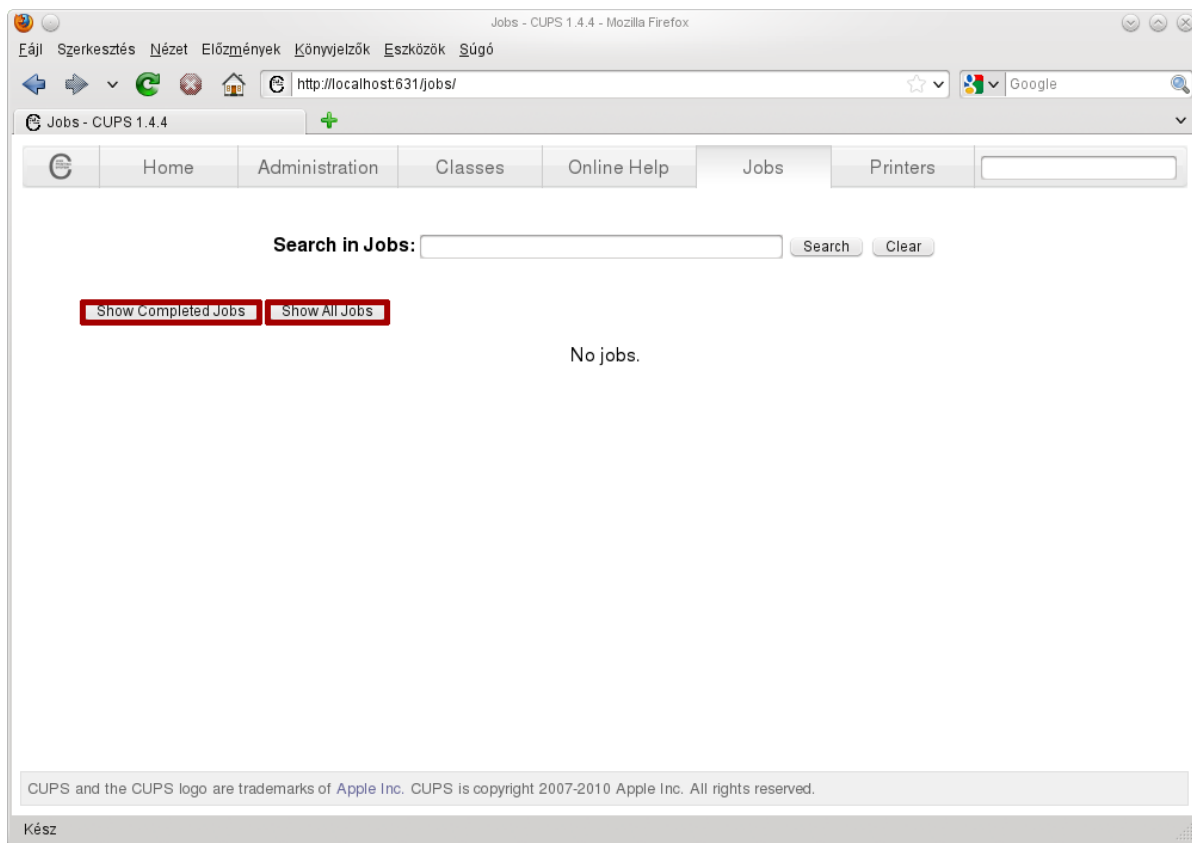 Jobs - CUPS 1.4.4 - Mozilla Firefox
Fájl Szerkesztés Nézet Előzmények Könyvjelzők Eszközök Súgó
http://localhost:631/jobs/ Google
Jobs - CUPS 1.4.4
Home Administration Classes Online Help Jobs Printers
Search in Jobs: Search Clear
Show Completed Jobs Show All Jobs
No jobs.
CUPS and the CUPS logo are trademarks of Apple Inc. CUPS is copyright 2007-2010 Apple Inc. All rights reserved.
Kész